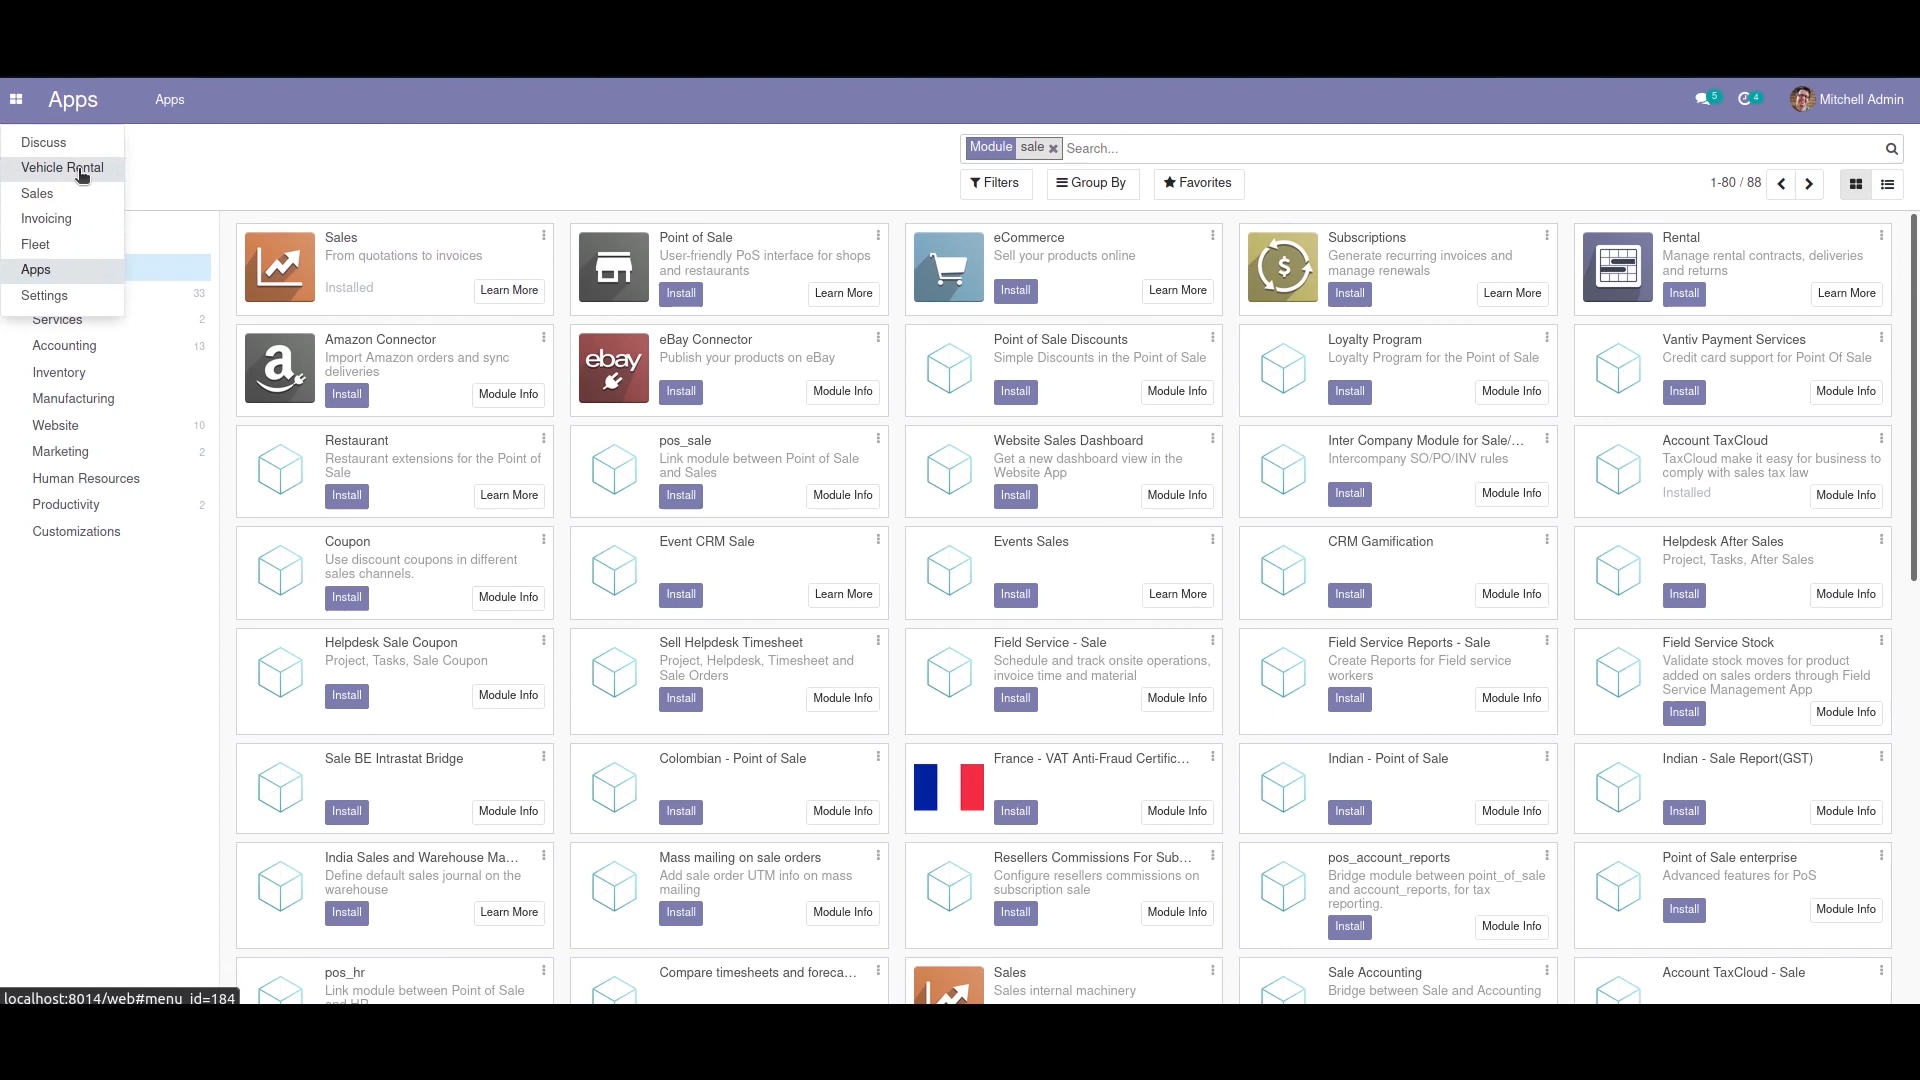 Apps
Apps
5
4
Mitchell Admin
Discuss
Vehicle Rental
Sales
Invoicing
Fleet
Apps
Settings
Module sale
Search...
Filters
Group By
Favorites
1-80 / 88
33
Services 2
Accounting 13
Inventory
Manufacturing
Website 10
Marketing 2
Human Resources
Productivity 2
Customizations
Sales
From quotations to invoices
Installed
Learn More
Point of Sale
User-friendly PoS interface for shops
and restaurants
Install
Learn More
eCommerce
Sell your products online
Install
Learn More
$
Subscriptions
Generate recurring invoices and
manage renewals
Install
Learn More
Rental
Manage rental contracts, deliveries
and returns
Install
Learn More
a
Amazon Connector
Import Amazon orders and sync
deliveries
Install
Module Info
ebay
eBay Connector
Publish your products on eBay
Install
Module Info
Point of Sale Discounts
Simple Discounts in the Point of Sale
Install
Module Info
Loyalty Program
Loyalty Program for the Point of Sale
Install
Module Info
Vantiv Payment Services
Credit card support for Point Of Sale
Install
Module Info
Restaurant
Restaurant extensions for the Point of
Sale
Install
Learn More
pos_sale
Link module between Point of Sale
and Sales
Install
Module Info
Website Sales Dashboard
Get a new dashboard view in the
Website App
Install
Module Info
Inter Company Module for Sale/...
Intercompany SO/PO/INV rules
Install
Module Info
Account TaxCloud
TaxCloud make it easy for business to
comply with sales tax law
Installed
Module Info
Coupon
Use discount coupons in different
sales channels.
Install
Module Info
Event CRM Sale
Install
Learn More
Events Sales
Install
Learn More
CRM Gamification
Install
Module Info
Helpdesk After Sales
Project, Tasks, After Sales
Install
Module Info
Helpdesk Sale Coupon
Project, Tasks, Sale Coupon
Install
Module Info
Sell Helpdesk Timesheet
Project, Helpdesk, Timesheet and
Sale Orders
Install
Module Info
Field Service - Sale
Schedule and track onsite operations,
invoice time and material
Install
Module Info
Field Service Reports - Sale
Create Reports for Field service
workers
Install
Module Info
Field Service Stock
Validate stock moves for product
added on sales orders through Field
Service Management App
Install
Module Info
Sale BE Intrastat Bridge
Install
Module Info
Colombian - Point of Sale
Install
Module Info
France - VAT Anti-Fraud Certific...
Install
Module Info
Indian - Point of Sale
Install
Module Info
Indian - Sale Report(GST)
Install
Module Info
India Sales and Warehouse Ma...
Define default sales journal on the
warehouse
Install
Learn More
Mass mailing on sale orders
Add sale order UTM info on mass
mailing
Install
Module Info
Resellers Commissions For Sub...
Configure resellers commissions on
subscription sale
Install
Module Info
pos_account_reports
Bridge module between point_of_sale
and account_reports, for tax
reporting.
Install
Module Info
Point of Sale enterprise
Advanced features for PoS
Install
Module Info
pos_hr
Link module between Point of Sale
and HR
Compare timesheets and foreca...
Sales
Sales internal machinery
Sale Accounting
Bridge between Sale and Accounting
Account TaxCloud - Sale
localhost:8014/web#menu_id=184